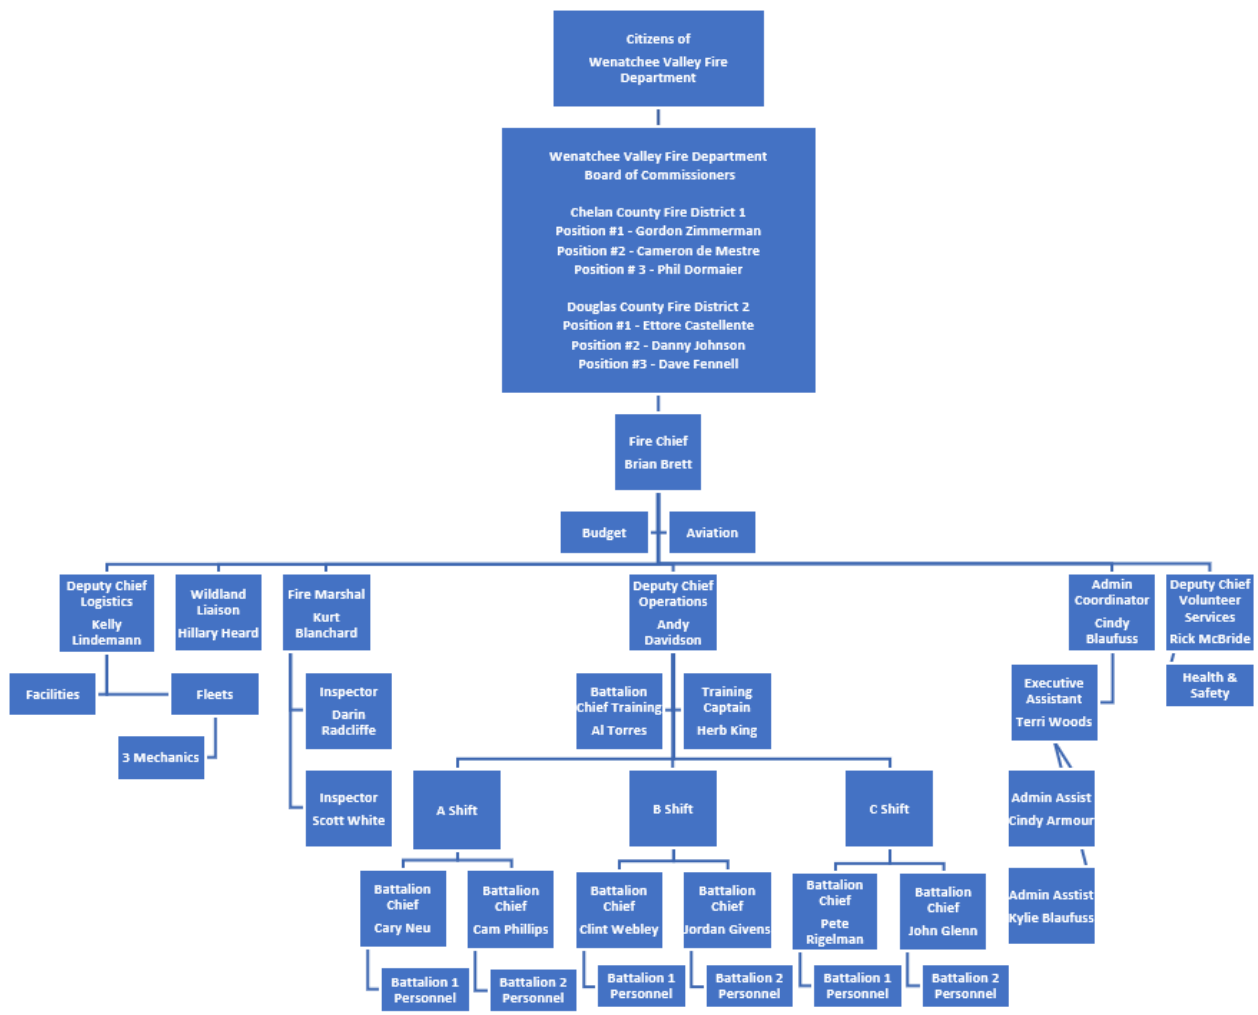 Citizens of
Wenatchee Valley Fire
Department
Wenatchee Valley Fire Department
Board of Commissioners
Chelan County Fire District 1
Position #1 - Gordon Zimmerman
Position #2 - Cameron de Mestre
Position # 3 - Phil Dormaier
Douglas County Fire District 2
Position #1 - Ettore Castellente
Position #2 - Danny Johnson
Position #3 - Dave Fennell
Fire Chief
Brian Brett
Budget
Aviation
Deputy Chief
Logistics
Kelly
Lindemann
Wildland
Liaison
Hillary Heard
Fire Marshal
Kurt
Blanchard
Deputy Chief
Operations
Andy
Davidson
Admin
Coordinator
Cindy
Blaufuss
Deputy Chief
Volunteer
Services
Rick McBride
Facilities
Fleets
3 Mechanics
Inspector
Darin
Radcliffe
Inspector
Scott White
Battalion
Chief Training
Al Torres
Training
Captain
Herb King
Executive
Assistant
Terri Woods
Health &
Safety
Admin Assist
Cindy Armour
Admin Asstist
Kylie Blaufuss
A Shift
B Shift
C Shift
Battalion
Chief
Cary Neu
Battalion
Chief
Cam Phillips
Battalion
Chief
Clint Webley
Battalion
Chief
Jordan Givens
Battalion
Chief
Pete
Rigelman
Battalion
Chief
John Glenn
Battalion 1
Personnel
Battalion 2
Personnel
Battalion 1
Personnel
Battalion 2
Personnel
Battalion 1
Personnel
Battalion 2
Personnel